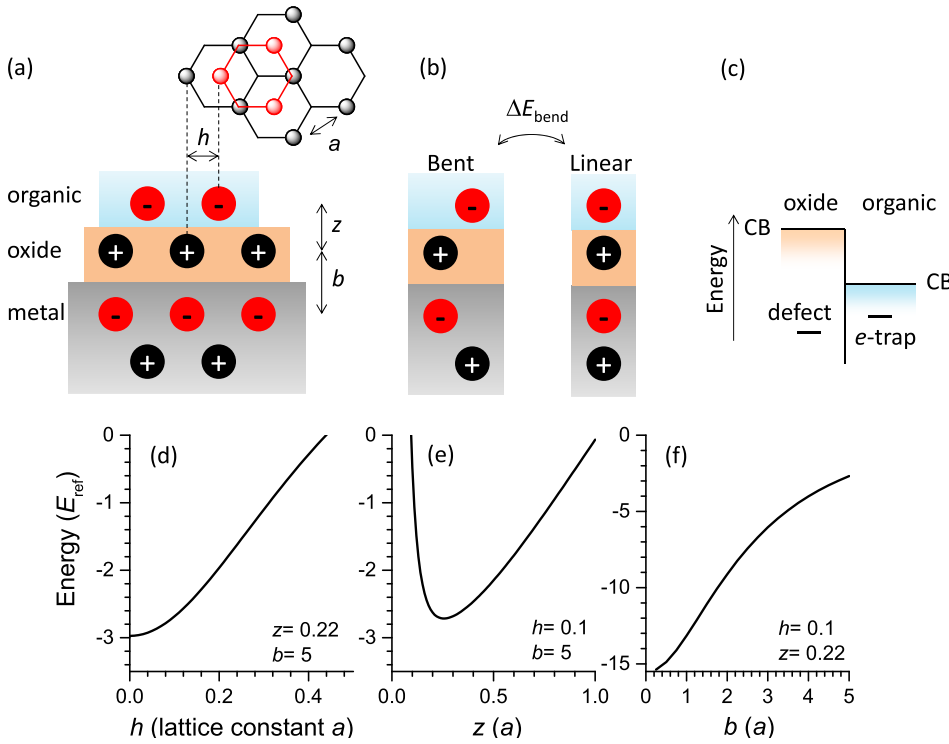 (a)
h
a
organic
oxide
metal
z
b
- -
+ + +
- - -
+ +
(b)
ΔE_bend
Bent
Linear
- -
+ +
- -
+ +
(c)
oxide
organic
CB
CB
Energy
defect
e-trap
(d)
Energy (E_ref)
0
-1
-2
-3
z= 0.22
b= 5
0.0 0.2 0.4
h (lattice constant a)
(e)
0
-1
-2
-3
h= 0.1
b= 5
0.0 0.5 1.0
z (a)
(f)
0
-5
-10
-15
h= 0.1
z= 0.22
0 1 2 3 4 5
b (a)